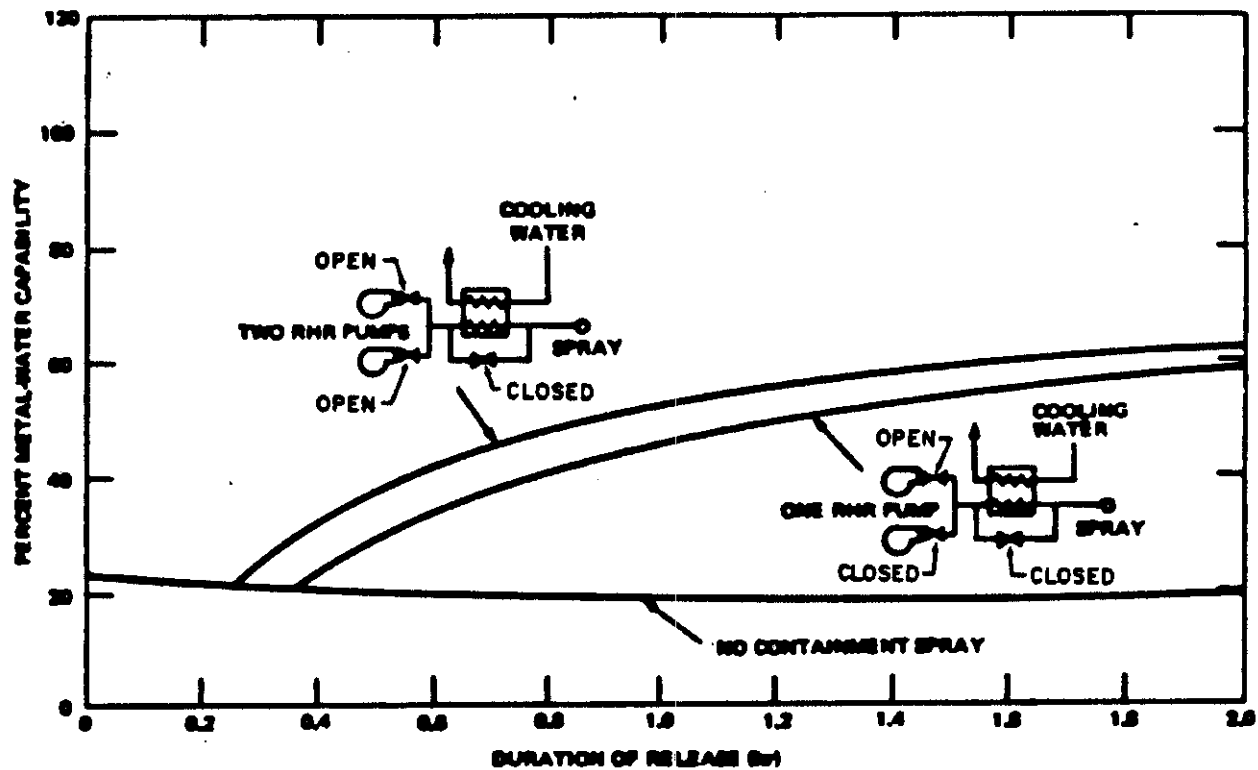 PERCENT METAL-WATER CAPABILITY
120
100
80
60
40
20
0
COOLING
WATER
OPEN
TWO RHR PUMPS
SPRAY
OPEN
CLOSED
COOLING
WATER
OPEN
ONE RHR PUMP
SPRAY
CLOSED
CLOSED
NO CONTAINMENT SPRAY
0 0.2 0.4 0.6 0.8 1.0 1.2 1.4 1.6 1.8 2.0
DURATION OF RELEASE (hr)